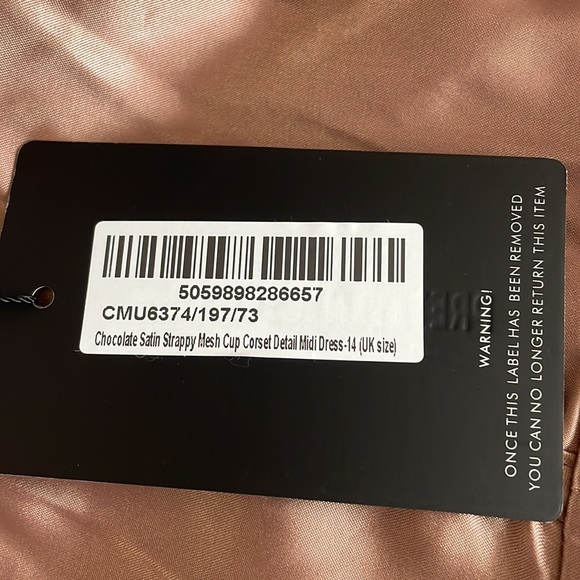 5059898286657
CMU6374/197/73
Chocolate Satin Strappy Mesh Cup Corset Detail Midi Dress-14 (UK size)
WARNING!
ONCE THIS LABEL HAS BEEN REMOVED
YOU CAN NO LONGER RETURN THIS ITEM